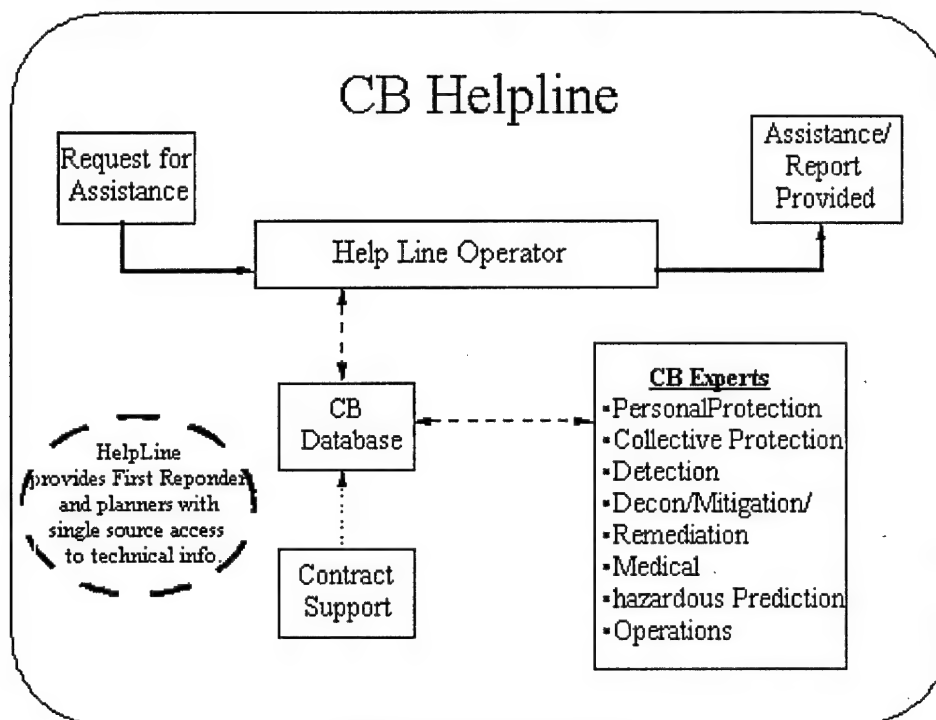 CB Helpline
Request for
Assistance
Assistance/
Report
Provided
Help Line Operator
CB
Database
CB Experts
▪PersonalProtection
▪Collective Protection
▪Detection
▪Decon/Mitigation/
▪Remediation
▪Medical
▪hazardous Prediction
▪Operations
HelpLine
provides First Reponder
and planners with
single source access
to technical info.
Contract
Support